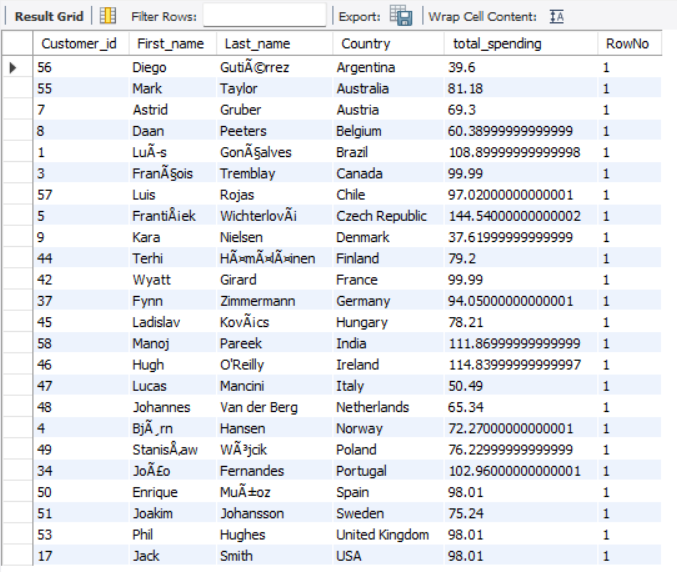 Result Grid Filter Rows: Export: Wrap Cell Content: IA
Customer_id First_name Last_name Country total_spending RowNo
56 Diego GutiÃ©rrez Argentina 39.6 1
55 Mark Taylor Australia 81.18 1
7 Astrid Gruber Austria 69.3 1
8 Daan Peeters Belgium 60.38999999999999 1
1 LuÃ-s GonÃ§alves Brazil 108.89999999999998 1
3 FranÃ§ois Tremblay Canada 99.99 1
57 Luis Rojas Chile 97.02000000000001 1
5 FrantiÅ¡ek WichterlovÃ¡ Czech Republic 144.54000000000002 1
9 Kara Nielsen Denmark 37.61999999999999 1
44 Terhi HÃ¤mÃ¤lÃ¤inen Finland 79.2 1
42 Wyatt Girard France 99.99 1
37 Fynn Zimmermann Germany 94.05000000000001 1
45 Ladislav KovÃ¡cs Hungary 78.21 1
58 Manoj Pareek India 111.86999999999999 1
46 Hugh O'Reilly Ireland 114.83999999999997 1
47 Lucas Mancini Italy 50.49 1
48 Johannes Van der Berg Netherlands 65.34 1
4 BjÃ¸rn Hansen Norway 72.27000000000001 1
49 StanisÅ‚aw WÃ³jcik Poland 76.22999999999999 1
34 JoÃ£o Fernandes Portugal 102.96000000000001 1
50 Enrique MuÃ±oz Spain 98.01 1
51 Joakim Johansson Sweden 75.24 1
53 Phil Hughes United Kingdom 98.01 1
17 Jack Smith USA 98.01 1